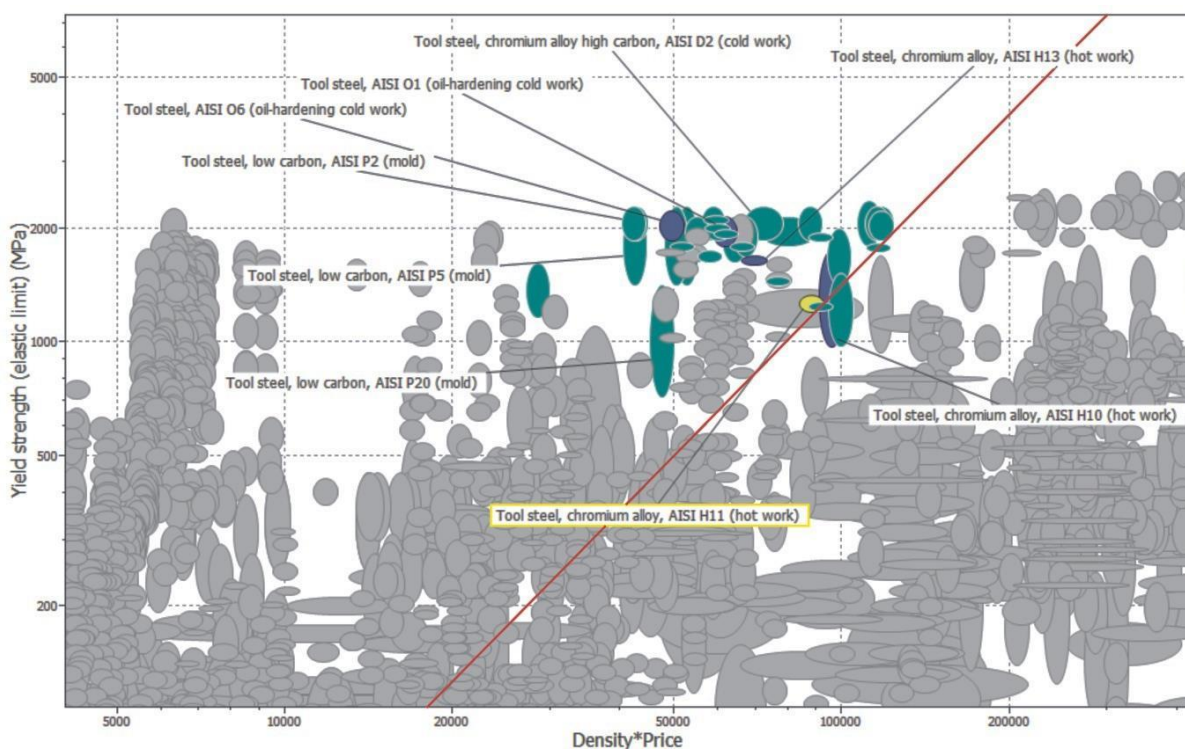 Tool steel, chromium alloy high carbon, AISI D2 (cold work)
Tool steel, chromium alloy, AISI H13 (hot work)
5000
Tool steel, AISI O1 (oil-hardening cold work)
Tool steel, AISI O6 (oil-hardening cold work)
Tool steel, low carbon, AISI P2 (mold)
2000
Tool steel, low carbon, AISI P5 (mold)
1000
Tool steel, low carbon, AISI P20 (mold)
Tool steel, chromium alloy, AISI H10 (hot work)
500
Tool steel, chromium alloy, AISI H11 (hot work)
200
Yield strength (elastic limit) (MPa)
5000 10000 20000 50000 100000 200000
Density*Price